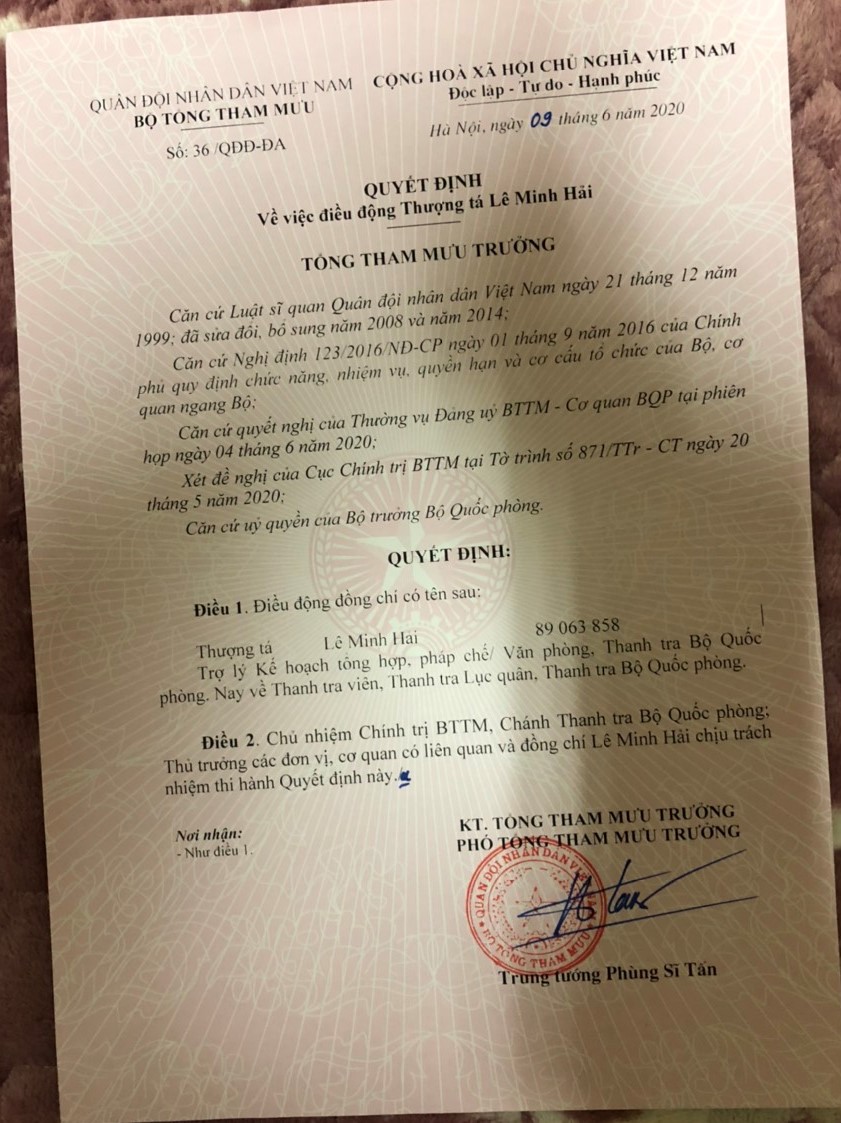 QUÂN ĐỘI NHÂN DÂN VIỆT NAM
BỘ TỔNG THAM MƯU
Số: 36 /QĐĐ-ĐA
CỘNG HOÀ XÃ HỘI CHỦ NGHĨA VIỆT NAM
Độc lập - Tự do - Hạnh phúc
Hà Nội, ngày 09 tháng 6 năm 2020
QUYẾT ĐỊNH
Về việc điều động Thượng tá Lê Minh Hải
TỔNG THAM MƯU TRƯỞNG
Căn cứ Luật sĩ quan Quân đội nhân dân Việt Nam ngày 21 tháng 12 năm
1999; đã sửa đổi, bổ sung năm 2008 và năm 2014;
Căn cứ Nghị định 123/2016/NĐ-CP ngày 01 tháng 9 năm 2016 của Chính
phủ quy định chức năng, nhiệm vụ, quyền hạn và cơ cấu tổ chức của Bộ, cơ
quan ngang Bộ;
Căn cứ quyết nghị của Thường vụ Đảng uỷ BTTM - Cơ quan BQP tại phiên
họp ngày 04 tháng 6 năm 2020;
Xét đề nghị của Cục Chính trị BTTM tại Tờ trình số 871/TTr - CT ngày 20
tháng 5 năm 2020;
Căn cứ uỷ quyền của Bộ trưởng Bộ Quốc phòng.
QUYẾT ĐỊNH:
Điều 1. Điều động đồng chí có tên sau:
Thượng tá Lê Minh Hải 89 063 858
Trợ lý Kế hoạch tổng hợp, pháp chế/ Văn phòng, Thanh tra Bộ Quốc
phòng. Nay về Thanh tra viên, Thanh tra Lục quân, Thanh tra Bộ Quốc phòng.
Điều 2. Chủ nhiệm Chính trị BTTM, Chánh Thanh tra Bộ Quốc phòng;
Thủ trưởng các đơn vị, cơ quan có liên quan và đồng chí Lê Minh Hải chịu trách
nhiệm thi hành Quyết định này.
Nơi nhận:
- Như điều 1.
KT. TỔNG THAM MƯU TRƯỞNG
PHÓ TỔNG THAM MƯU TRƯỞNG
QUÂN ĐỘI NHÂN DÂN VIỆT NAM
BỘ TỔNG THAM MƯU
Trung tướng Phùng Sĩ Tấn